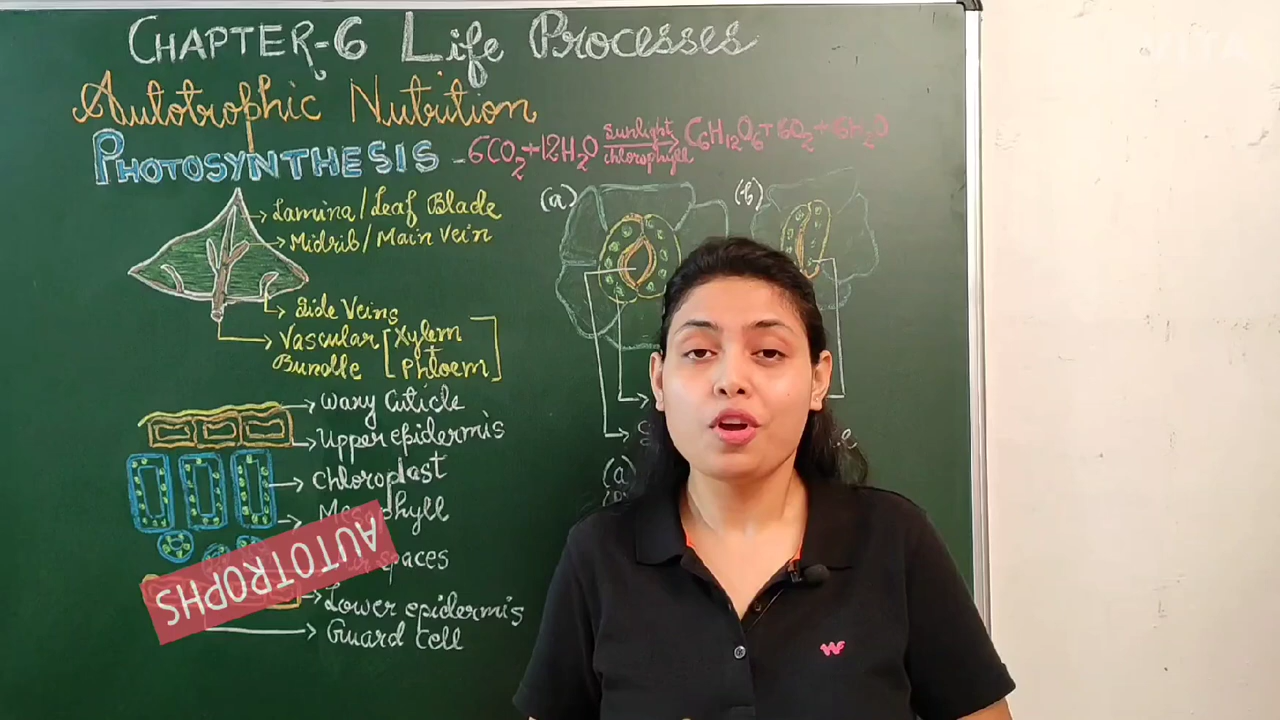 CHAPTER-6 Life Processes
Autotrophic Nutrition
PHOTOSYNTHESIS - 6CO2+12H2O sunlight chlorophyll C6H12O6+6O2+6H2O
Lamina/Leaf Blade
Midrib/Main Vein
Side Veins
Vascular Bundle [Xylem + Phloem]
Waxy Cuticle
Upper epidermis
Chloroplast
Mesophyll
spaces
Lower epidermis
Guard cell
AUTOTROPHS
(a)
(b)
(a)
W